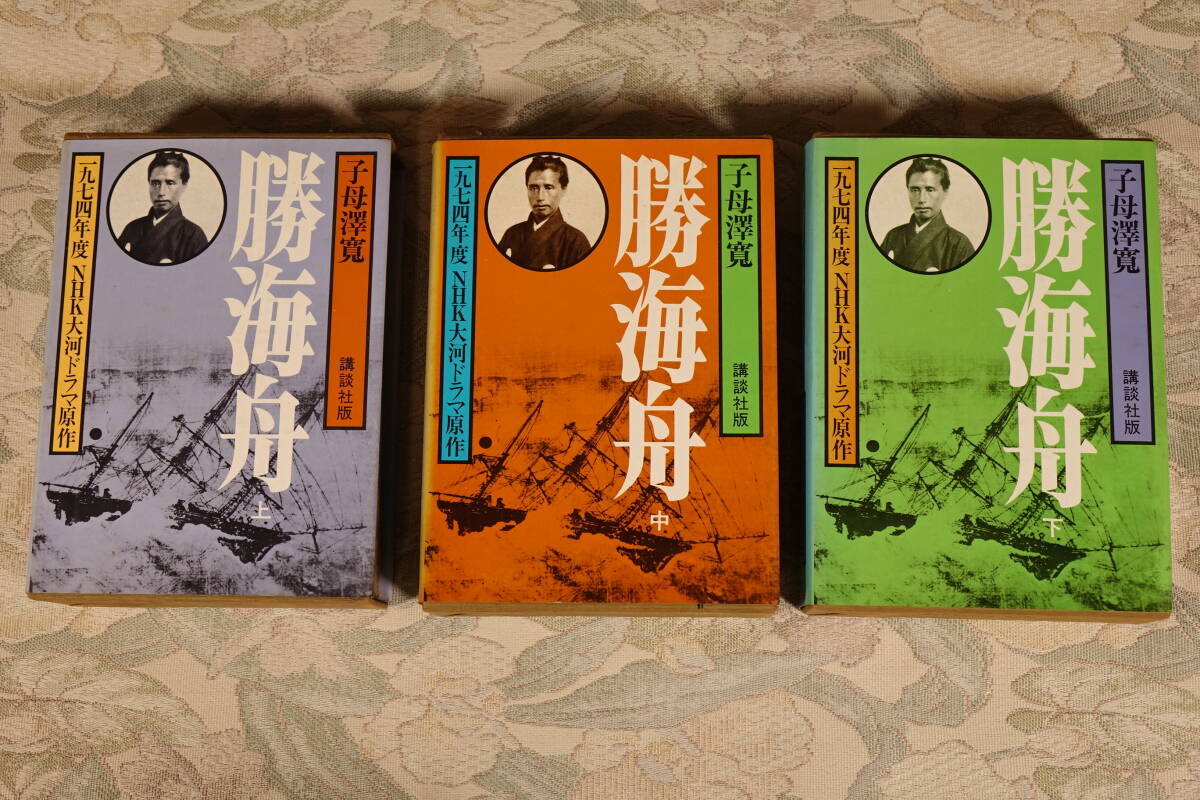 一九七四年度 NHK大河ドラマ原作
勝海舟
上
子母澤寛
講談社版
一九七四年度 NHK大河ドラマ原作
勝海舟
中
子母澤寛
講談社版
一九七四年度 NHK大河ドラマ原作
勝海舟
下
子母澤寛
講談社版